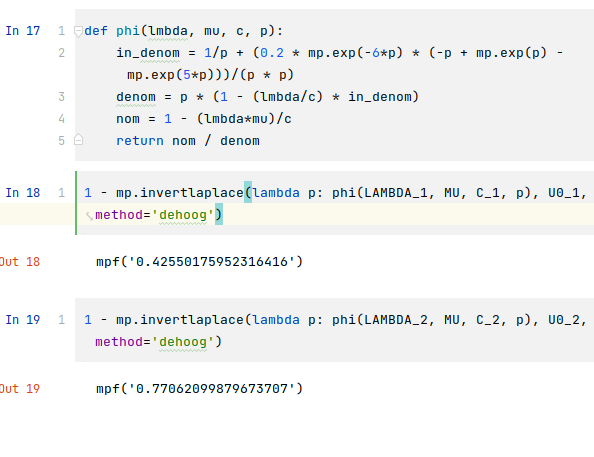 In 17 1 def phi(lmbda, mu, c, p):
2 in_denom = 1/p + (0.2 * mp.exp(-6*p) * (-p + mp.exp(p) -
mp.exp(5*p)))/(p * p)
3 denom = p * (1 - (lmbda/c) * in_denom)
4 nom = 1 - (lmbda*mu)/c
5 return nom / denom
In 18 1 1 - mp.invertlaplace(lambda p: phi(LAMBDA_1, MU, C_1, p), U0_1,
method='dehoog')
Out 18 mpf('0.42550175952316416')
In 19 1 1 - mp.invertlaplace(lambda p: phi(LAMBDA_2, MU, C_2, p), U0_2,
method='dehoog')
Out 19 mpf('0.77062099879673707')